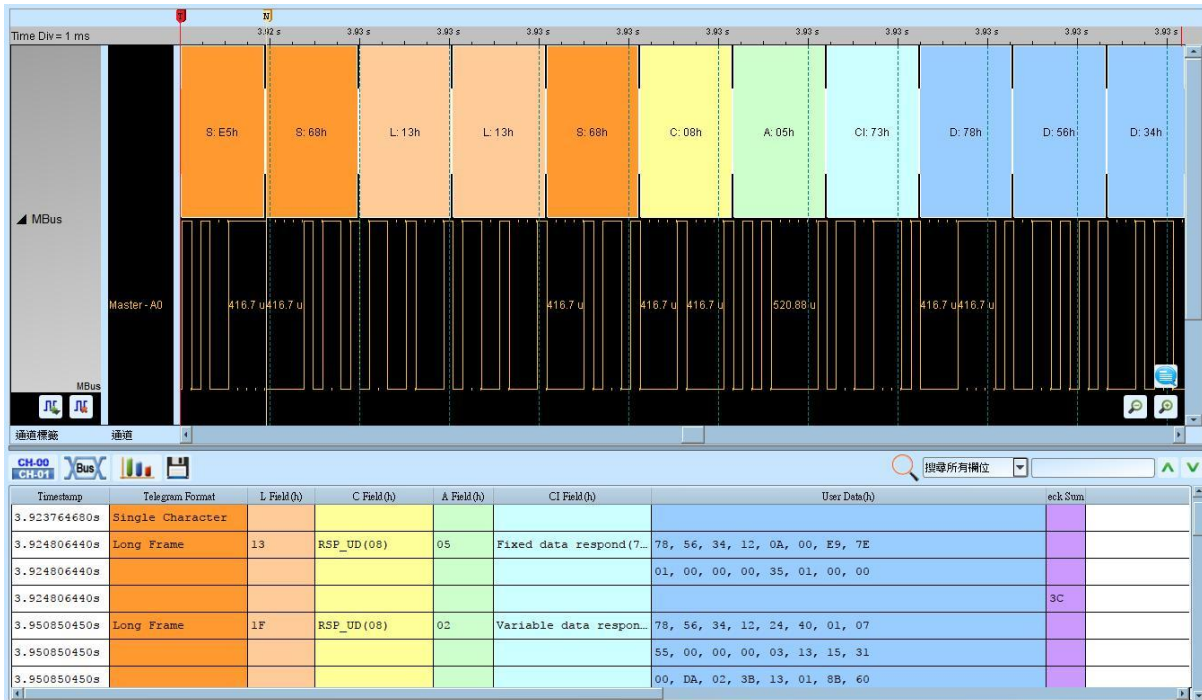 T N
Time Div = 1 ms 3.92 s 3.93 s 3.93 s 3.93 s 3.93 s 3.93 s 3.93 s 3.93 s 3.93 s 3.93 s 3.93 s
S: E5h S: 68h L: 13h L: 13h S: 68h C: 08h A: 05h CI: 73h D: 78h D: 56h D: 34h
MBus
Master - A0 416.7 u 416.7 u 416.7 u 416.7 u 416.7 u 520.88 u 416.7 u 416.7 u
MBus
通道標籤 通道
CH-00 Bus 搜尋所有欄位
CH-01
Timestamp Telegram Format L Field(h) C Field(h) A Field(h) CI Field(h) User Data(h) eck Sum
3.923764680s Single Character
3.924806440s Long Frame 13 RSP_UD(08) 05 Fixed data respond(7... 78, 56, 34, 12, 0A, 00, E9, 7E
3.924806440s 01, 00, 00, 00, 35, 01, 00, 00
3.924806440s 3C
3.950850450s Long Frame 1F RSP_UD(08) 02 Variable data respon... 78, 56, 34, 12, 24, 40, 01, 07
3.950850450s 55, 00, 00, 00, 03, 13, 15, 31
3.950850450s 00, DA, 02, 3B, 13, 01, 8B, 60